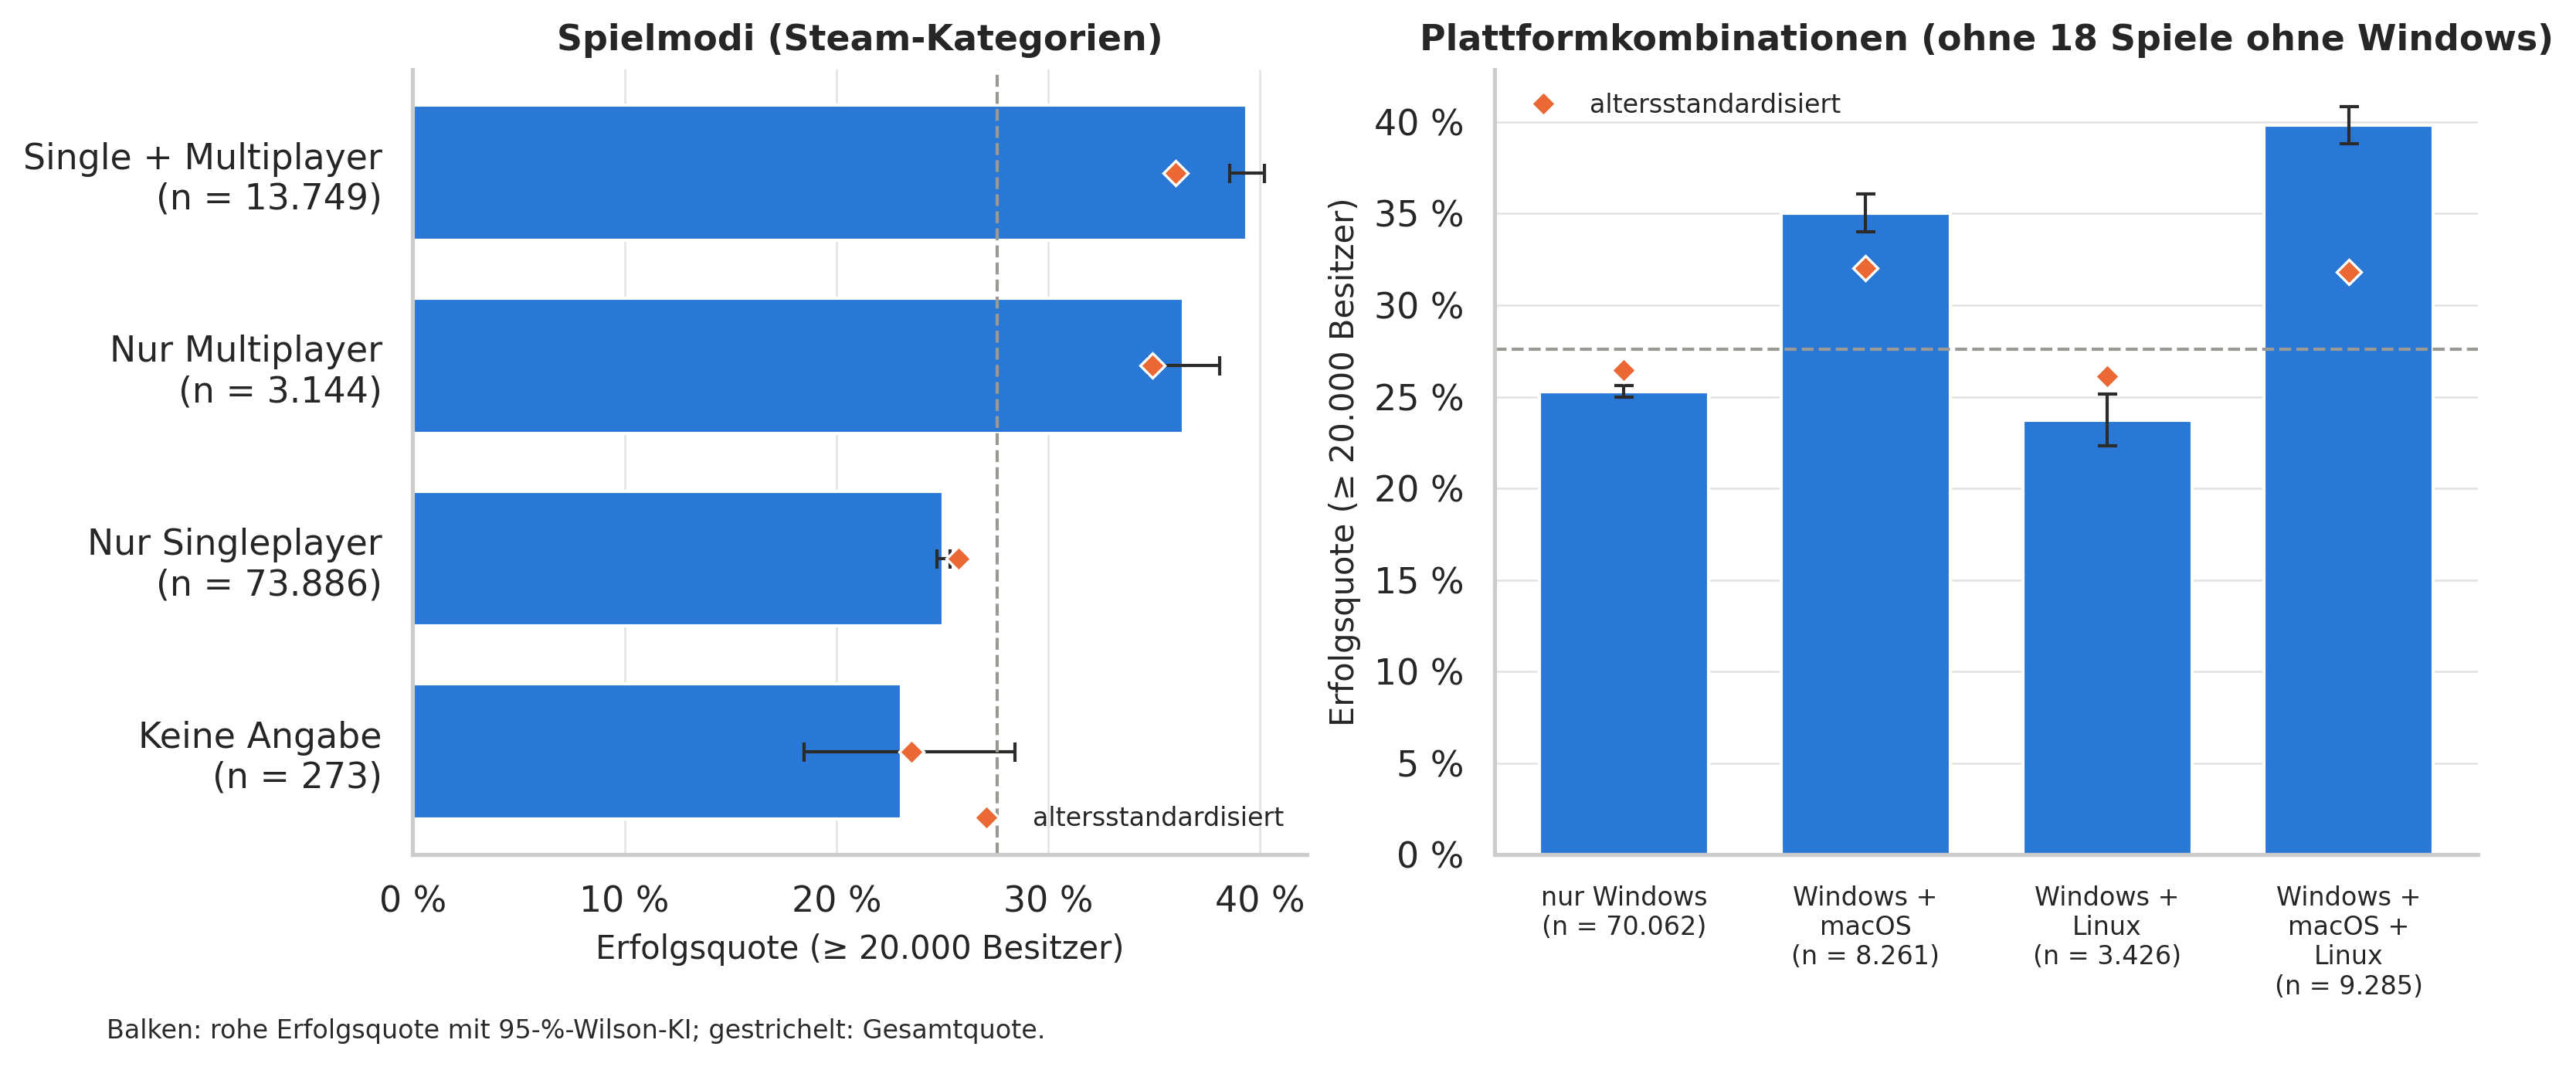 Spielmodi (Steam-Kategorien)
Single + Multiplayer
(n = 13.749)
Nur Multiplayer
(n = 3.144)
Nur Singleplayer
(n = 73.886)
Keine Angabe
(n = 273)
altersstandardisiert
0 %
10 %
20 %
30 %
40 %
Erfolgsquote (≥ 20.000 Besitzer)
Plattformkombinationen (ohne 18 Spiele ohne Windows)
altersstandardisiert
Erfolgsquote (≥ 20.000 Besitzer)
40 %
35 %
30 %
25 %
20 %
15 %
10 %
5 %
0 %
nur Windows
(n = 70.062)
Windows +
macOS
(n = 8.261)
Windows +
Linux
(n = 3.426)
Windows +
macOS +
Linux
(n = 9.285)
Balken: rohe Erfolgsquote mit 95-%-Wilson-KI; gestrichelt: Gesamtquote.